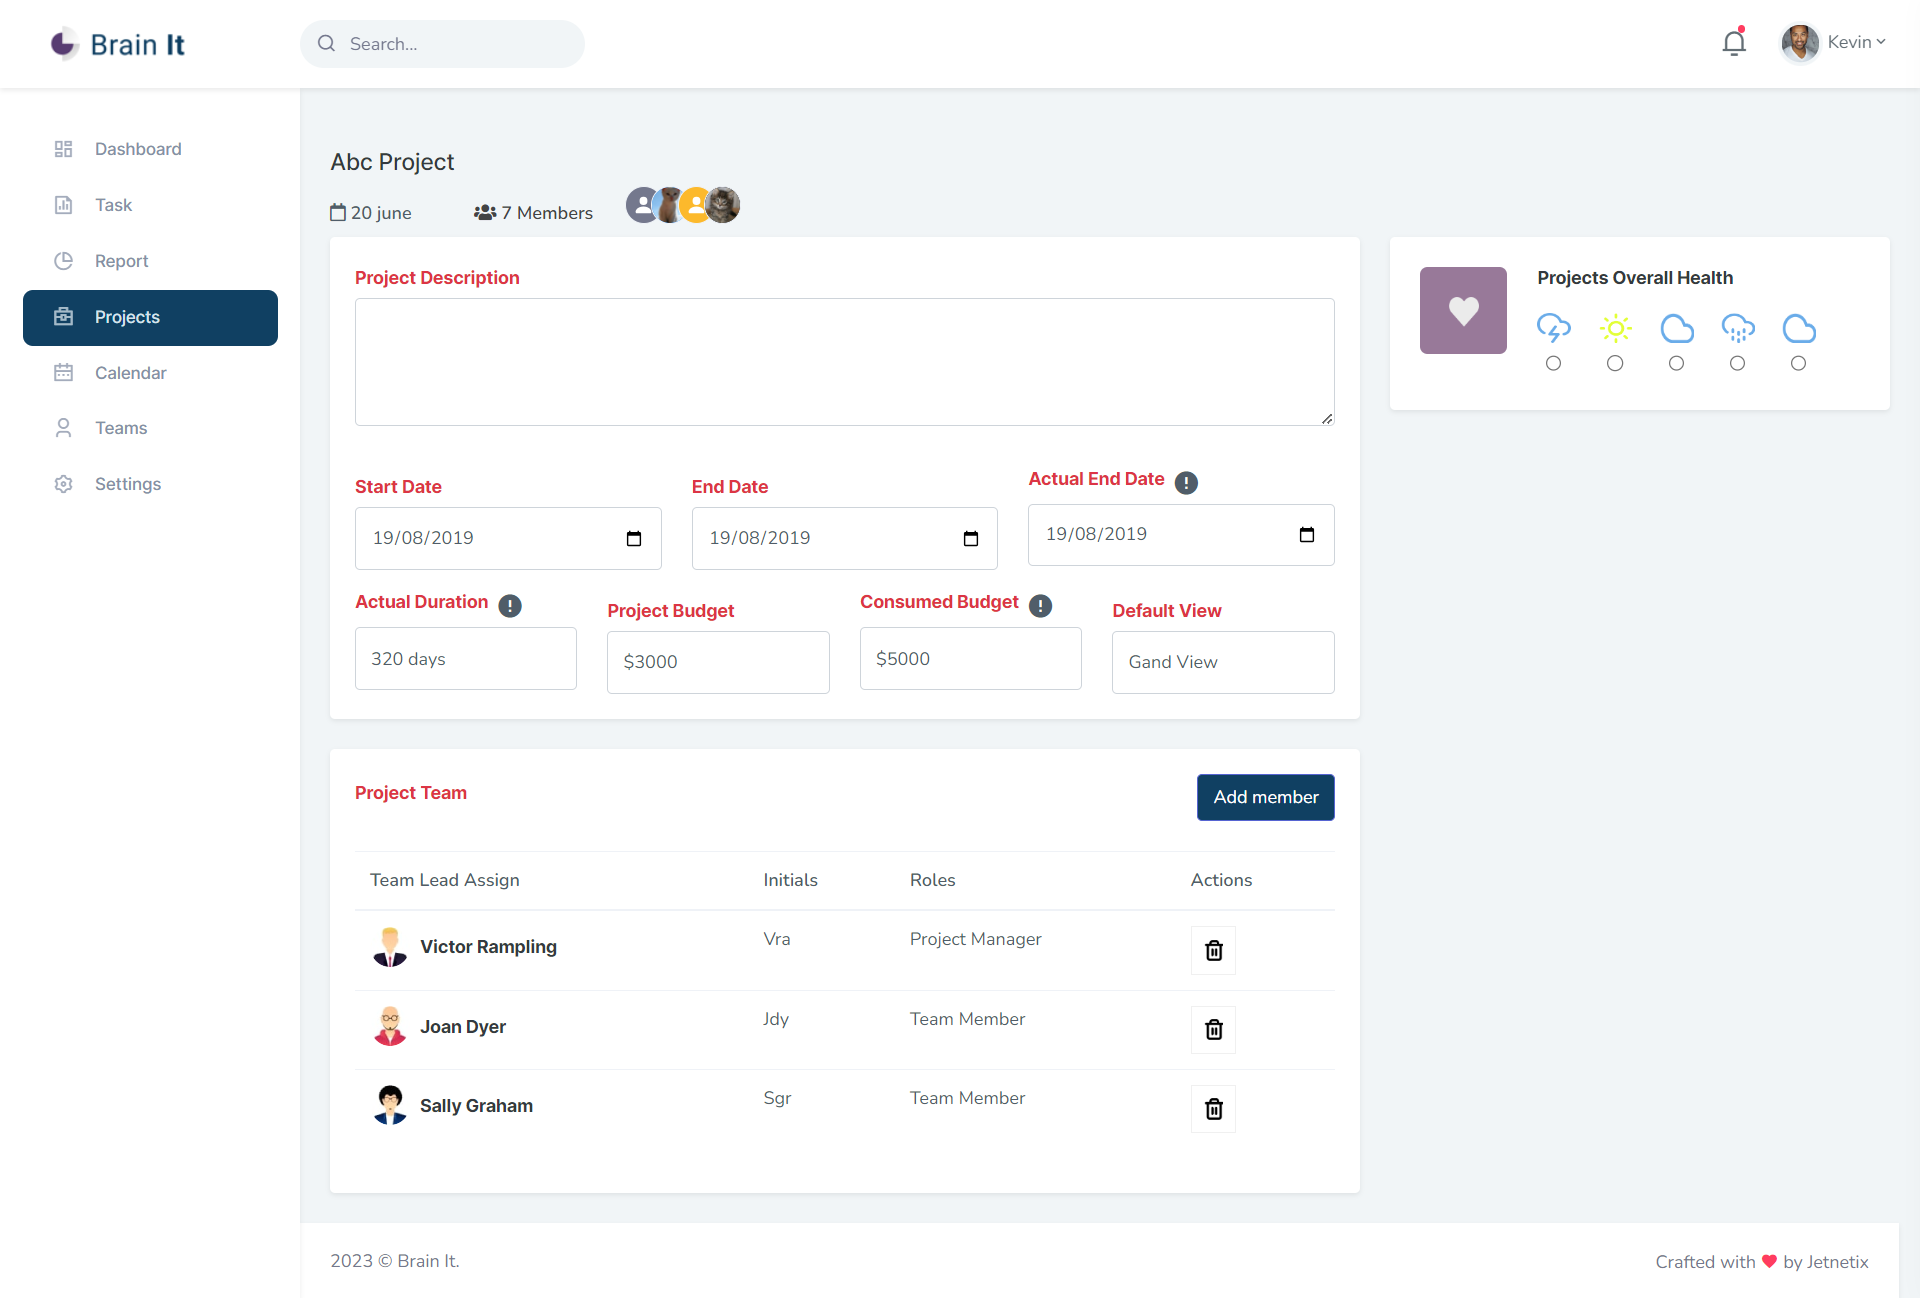 Brain It
Search...
Kevin
Dashboard
Task
Report
Projects
Calendar
Teams
Settings
Abc Project
20 june
7 Members
Project Description
Projects Overall Health
Start Date
End Date
Actual End Date
19/08/2019
19/08/2019
19/08/2019
Actual Duration
Project Budget
Consumed Budget
Default View
320 days
$3000
$5000
Gand View
Project Team
Add member
Team Lead Assign Initials Roles Actions
Victor Rampling Vra Project Manager
Joan Dyer Jdy Team Member
Sally Graham Sgr Team Member
2023 © Brain It.
Crafted with ❤ by Jetnetix